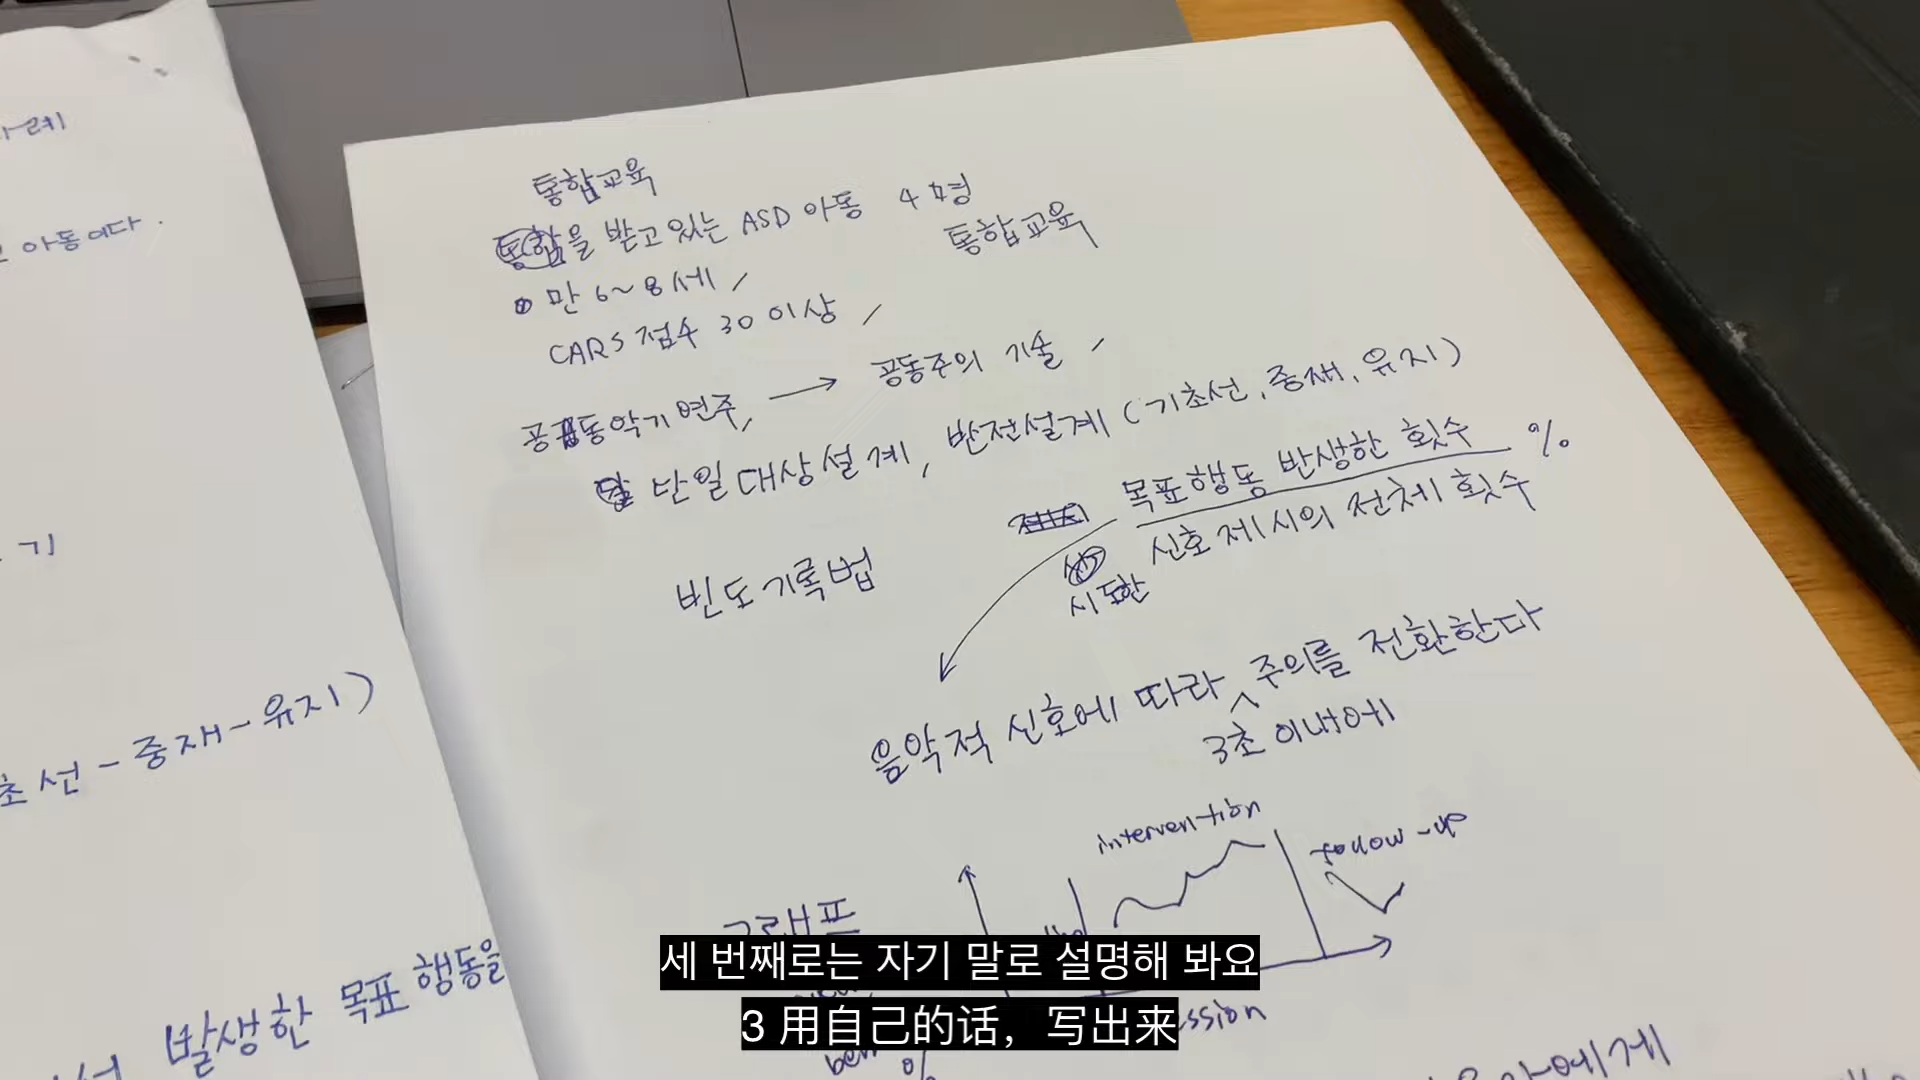 아동이다.
기
초선-중재-유지)
발생한 목표 행동을
통합교육
통합을 받고 있는 ASD 아동 4명
통합교육
만 6~8세
CARS 점수 30 이상
공동악기연주, → 공동주의 기술
단일대상설계, 반전설계 (기초선, 중재, 유지)
목표행동 발생한 횟수 %
신호 제시의 전체 횟수
시도한
빈도기록법
음악적 신호에 따라 주의를 전환한다
3초 이내에
intervention
follow-up
그래프
세 번째로는 자기 말로 설명해 봐요
3 用自己的话，写出来
ssion
%
에게